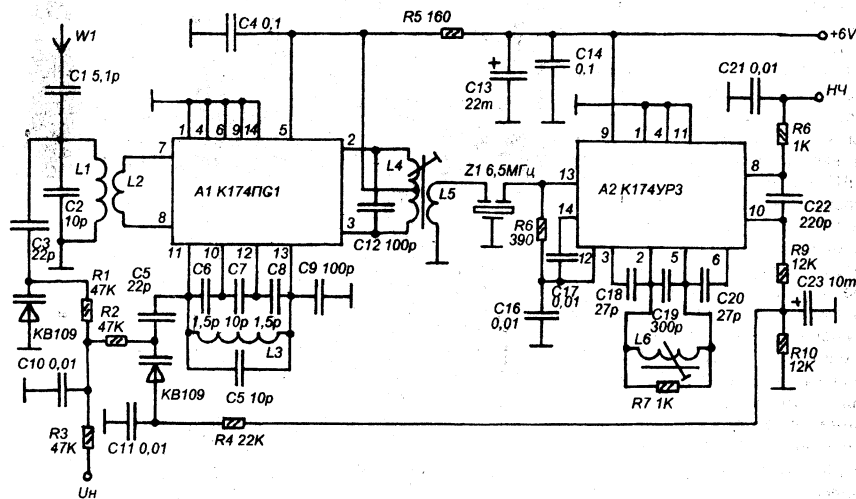 W1
C1 5,1p
C4 0,1
R5 160
+6V
C13
22m
C14
0,1
C21 0,01
НЧ
R6
1K
1 4 6 9 14 5
9 1 4 11
7
L1
L2
C2
10p
8
A1 К174ПС1
2
L4
3
C12 100p
L5
Z1 6,5МГц
13
R6
390
14
12
A2 К174УР3
8
10
C22
220p
C3
22p
11 10 12 13
3 2 5 6
C5
22p
C6
1,5p
C7
10p
C8
1,5p
C9 100p
L3
C5 10p
C16
0,01
C17
0,01
C18
27p
C19
300p
C20
27p
R9
12K
C23 10m
R10
12K
L6
R7 1K
КВ109
R1
47K
R2
47K
КВ109
C10 0,01
R3
47K
C11 0,01
R4 22K
Uн